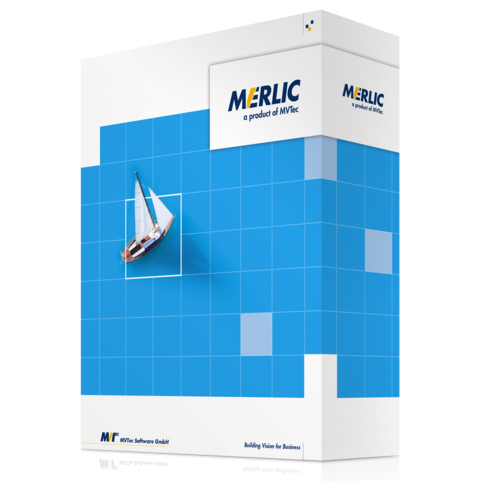 MERLIC
a product of MVTec
MERLIC
a product of MVTec
MVTec Software GmbH
Building Vision for Business